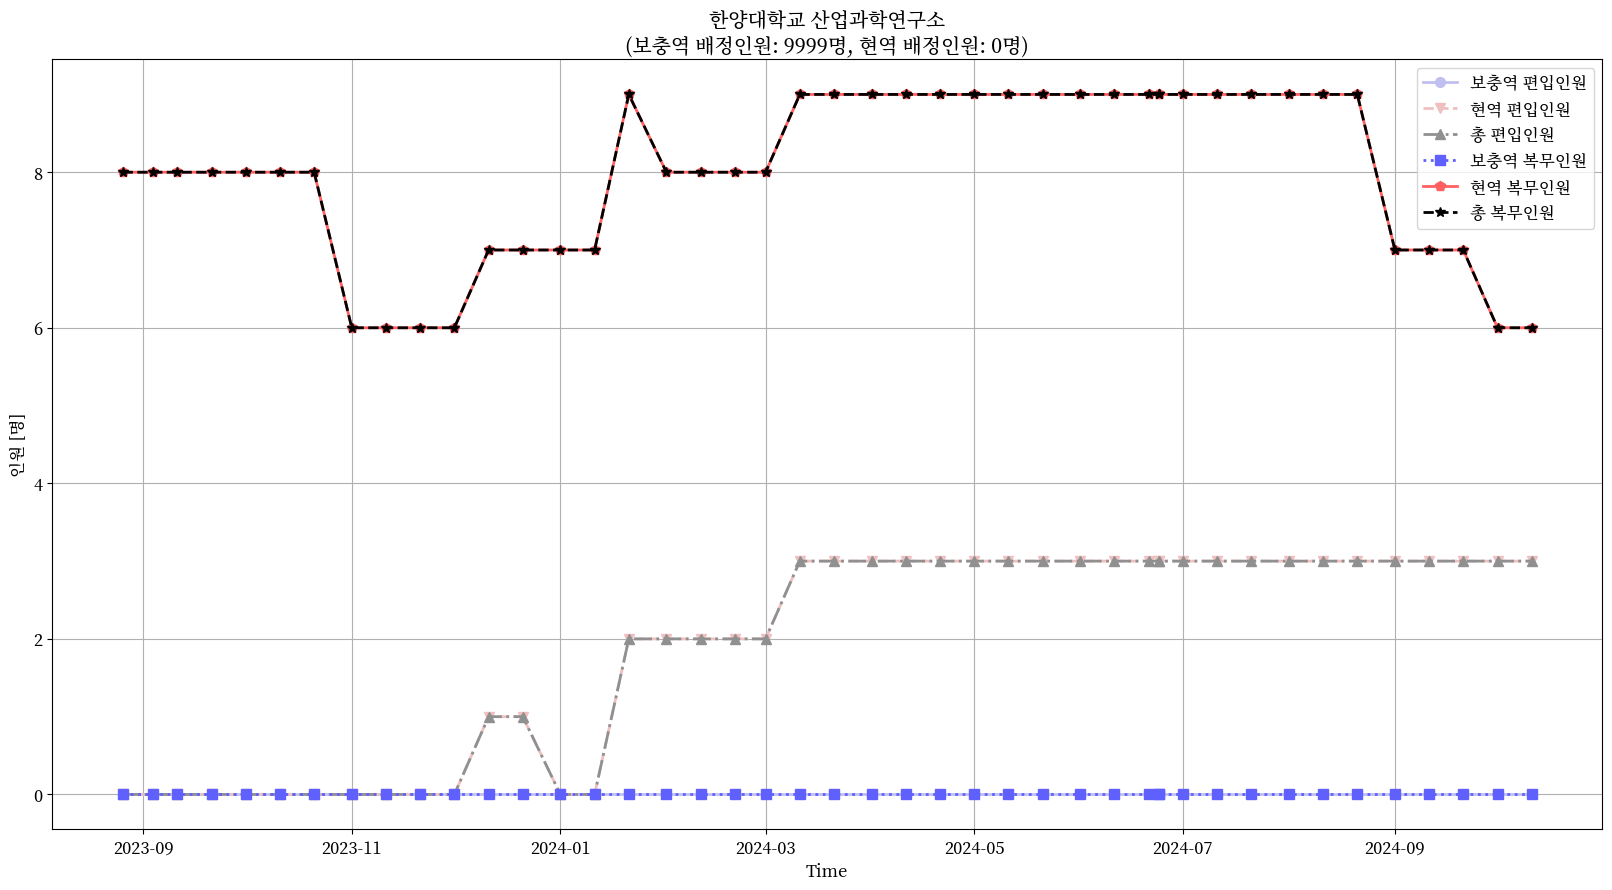 한양대학교 산업과학연구소
(보충역 배정인원: 9999명, 현역 배정인원: 0명)
보충역 편입인원
현역 편입인원
총 편입인원
보충역 복무인원
현역 복무인원
총 복무인원
인원 [명]
8
6
4
2
0
2023-09
2023-11
2024-01
2024-03
2024-05
2024-07
2024-09
Time